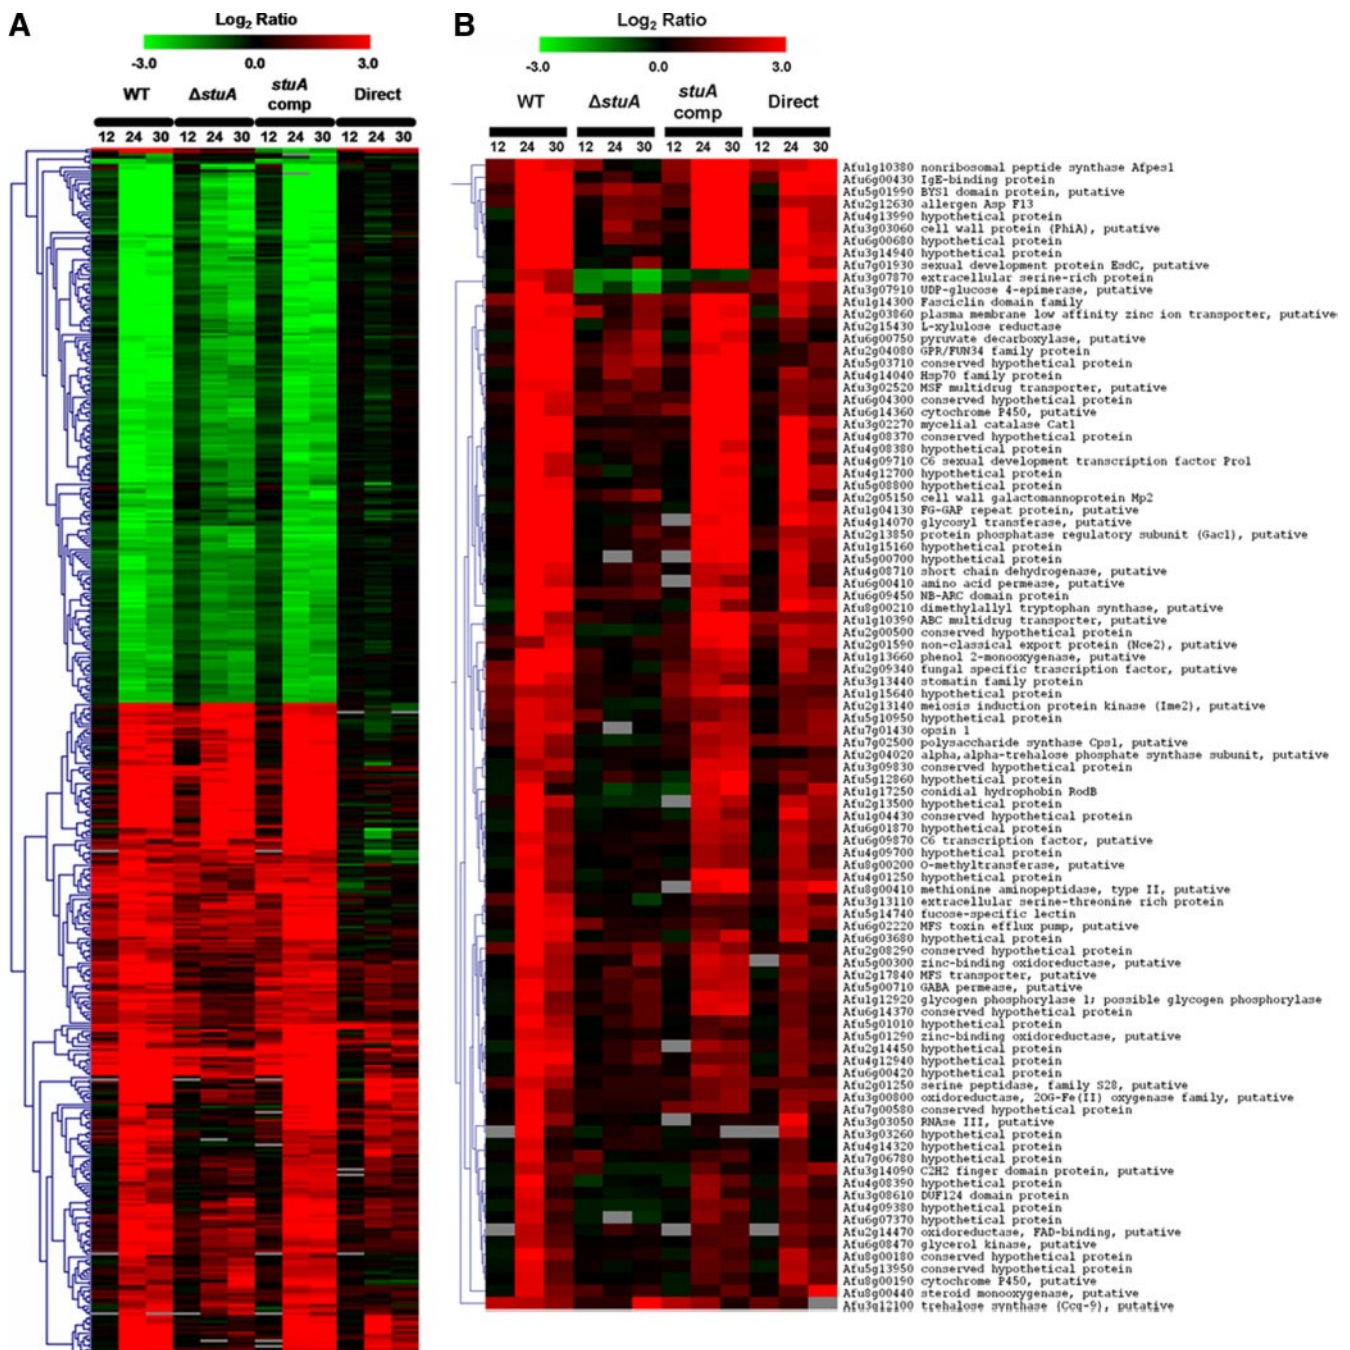 A
Log2 Ratio
-3.0 0.0 3.0
WT ΔstuA stuA comp Direct
12 24 30 12 24 30 12 24 30 12 24 30
B
Log2 Ratio
-3.0 0.0 3.0
WT ΔstuA stuA comp Direct
12 24 30 12 24 30 12 24 30 12 24 30
Afu1g10380 nonribosomal peptide synthase Afpes1
Afu6g00430 IgE-binding protein
Afu5g01990 BYS1 domain protein, putative
Afu2g12630 allergen Asp F13
Afu4g13990 hypothetical protein
Afu3g03060 cell wall protein (PhiA), putative
Afu6g00680 hypothetical protein
Afu3g14940 hypothetical protein
Afu7g01930 sexual development protein EsdC, putative
Afu3g07870 extracellular serine-rich protein
Afu3g07910 UDP-glucose 4-epimerase, putative
Afu1g14300 Fasciclin domain family
Afu2g03860 plasma membrane low affinity zinc ion transporter, putative
Afu2g15430 L-xylulose reductase
Afu6g00750 pyruvate decarboxylase, putative
Afu2g04080 GPR/FUN34 family protein
Afu5g03710 conserved hypothetical protein
Afu4g14040 Hsp70 family protein
Afu3g02520 MSF multidrug transporter, putative
Afu6g04300 conserved hypothetical protein
Afu6g14360 cytochrome P450, putative
Afu3g02270 mycelial catalase Cat1
Afu4g08370 conserved hypothetical protein
Afu4g08380 hypothetical protein
Afu4g09710 C6 sexual development transcription factor Pro1
Afu4g12700 hypothetical protein
Afu5g08800 hypothetical protein
Afu2g05150 cell wall galactomannoprotein Mp2
Afu1g04130 FG-GAP repeat protein, putative
Afu4g14070 glycosyl transferase, putative
Afu2g13850 protein phosphatase regulatory subunit (Gac1), putative
Afu1g15160 hypothetical protein
Afu5g00700 hypothetical protein
Afu4g08710 short chain dehydrogenase, putative
Afu6g00410 amino acid permease, putative
Afu6g09450 NB-ARC domain protein
Afu8g00210 dimethylallyl tryptophan synthase, putative
Afu1g10390 ABC multidrug transporter, putative
Afu2g00500 conserved hypothetical protein
Afu2g01590 non-classical export protein (Nce2), putative
Afu1g13660 phenol 2-monooxygenase, putative
Afu2g09340 fungal specific trascription factor, putative
Afu3g13440 stomatin family protein
Afu1g15640 hypothetical protein
Afu2g13140 meiosis induction protein kinase (Ime2), putative
Afu5g10950 hypothetical protein
Afu7g01430 opsin 1
Afu7g02500 polysaccharide synthase Cps1, putative
Afu2g04020 alpha,alpha-trehalose phosphate synthase subunit, putative
Afu3g09830 conserved hypothetical protein
Afu5g12860 hypothetical protein
Afu1g17250 conidial hydrophobin RodB
Afu2g13500 hypothetical protein
Afu1g04430 conserved hypothetical protein
Afu6g01870 hypothetical protein
Afu6g09870 C6 transcription factor, putative
Afu4g09700 hypothetical protein
Afu8g00200 O-methyltransferase, putative
Afu4g01250 hypothetical protein
Afu8g00410 methionine aminopeptidase, type II, putative
Afu3g13110 extracellular serine-threonine rich protein
Afu5g14740 fucose-specific lectin
Afu6g02220 MFS toxin efflux pump, putative
Afu6g03680 hypothetical protein
Afu2g08290 conserved hypothetical protein
Afu5g00300 zinc-binding oxidoreductase, putative
Afu2g17840 MFS transporter, putative
Afu5g00710 GABA permease, putative
Afu1g12920 glycogen phosphorylase 1; possible glycogen phosphorylase
Afu6g14370 conserved hypothetical protein
Afu5g01010 hypothetical protein
Afu5g01290 zinc-binding oxidoreductase, putative
Afu2g14450 hypothetical protein
Afu4g12940 hypothetical protein
Afu6g00420 hypothetical protein
Afu2g01250 serine peptidase, family S28, putative
Afu3g00800 oxidoreductase, 2OG-Fe(II) oxygenase family, putative
Afu7g00580 conserved hypothetical protein
Afu3g03050 RNAse III, putative
Afu3g03260 hypothetical protein
Afu4g14320 hypothetical protein
Afu7g06780 hypothetical protein
Afu3g14090 C2H2 finger domain protein, putative
Afu4g08390 hypothetical protein
Afu3g08610 DUF124 domain protein
Afu4g09380 hypothetical protein
Afu6g07370 hypothetical protein
Afu2g14470 oxidoreductase, FAD-binding, putative
Afu6g08470 glycerol kinase, putative
Afu8g00180 conserved hypothetical protein
Afu5g13950 conserved hypothetical protein
Afu8g00190 cytochrome P450, putative
Afu8g00440 steroid monooxygenase, putative
Afu3g12100 trehalose synthase (Ccg-9), putative